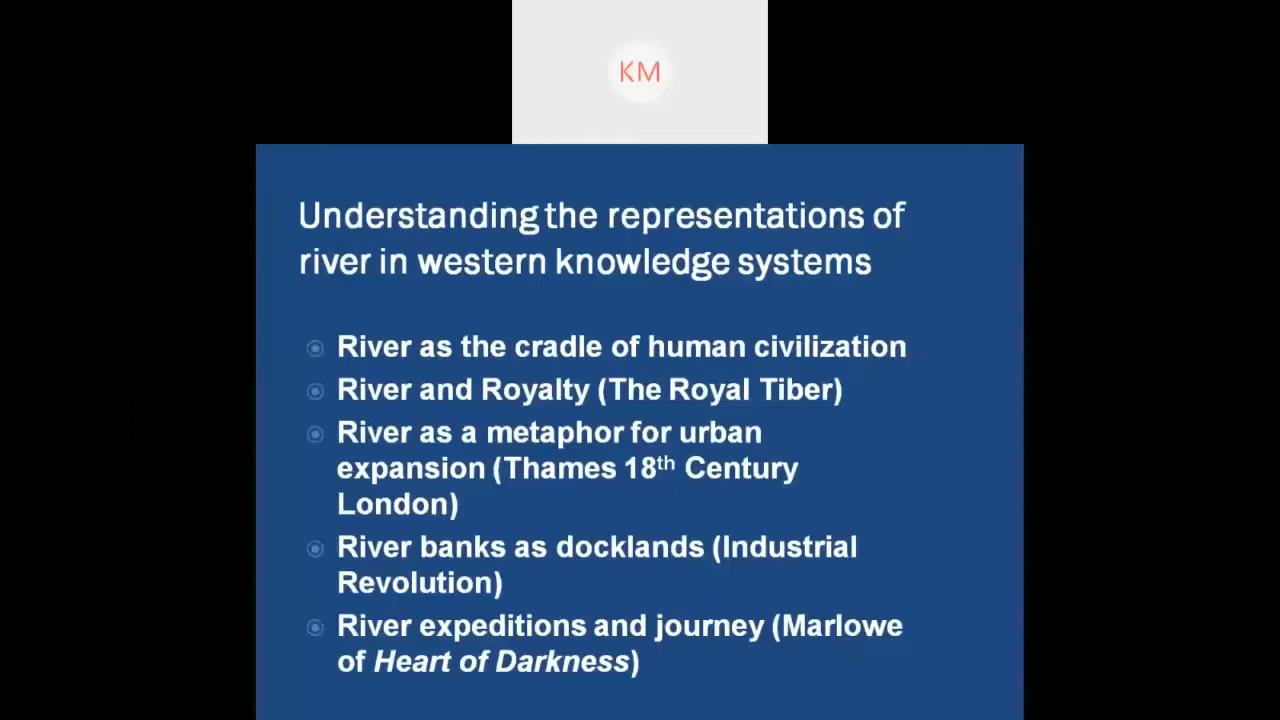 KM
Understanding the representations of
river in western knowledge systems
River as the cradle of human civilization
River and Royalty (The Royal Tiber)
River as a metaphor for urban
expansion (Thames 18th Century
London)
River banks as docklands (Industrial
Revolution)
River expeditions and journey (Marlowe
of Heart of Darkness)